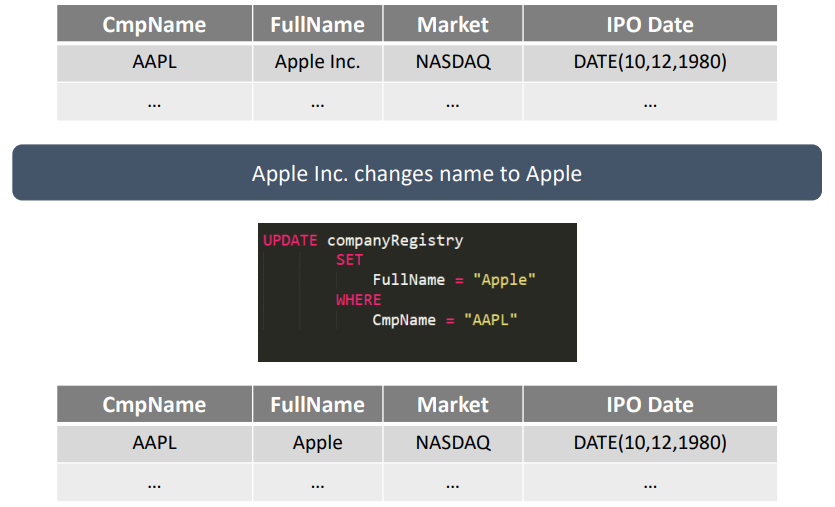 CmpName FullName Market IPO Date
AAPL Apple Inc. NASDAQ DATE(10,12,1980)
... ... ... ...
Apple Inc. changes name to Apple
UPDATE companyRegistry
SET
FullName = "Apple"
WHERE
CmpName = "AAPL"
CmpName FullName Market IPO Date
AAPL Apple NASDAQ DATE(10,12,1980)
... ... ... ...